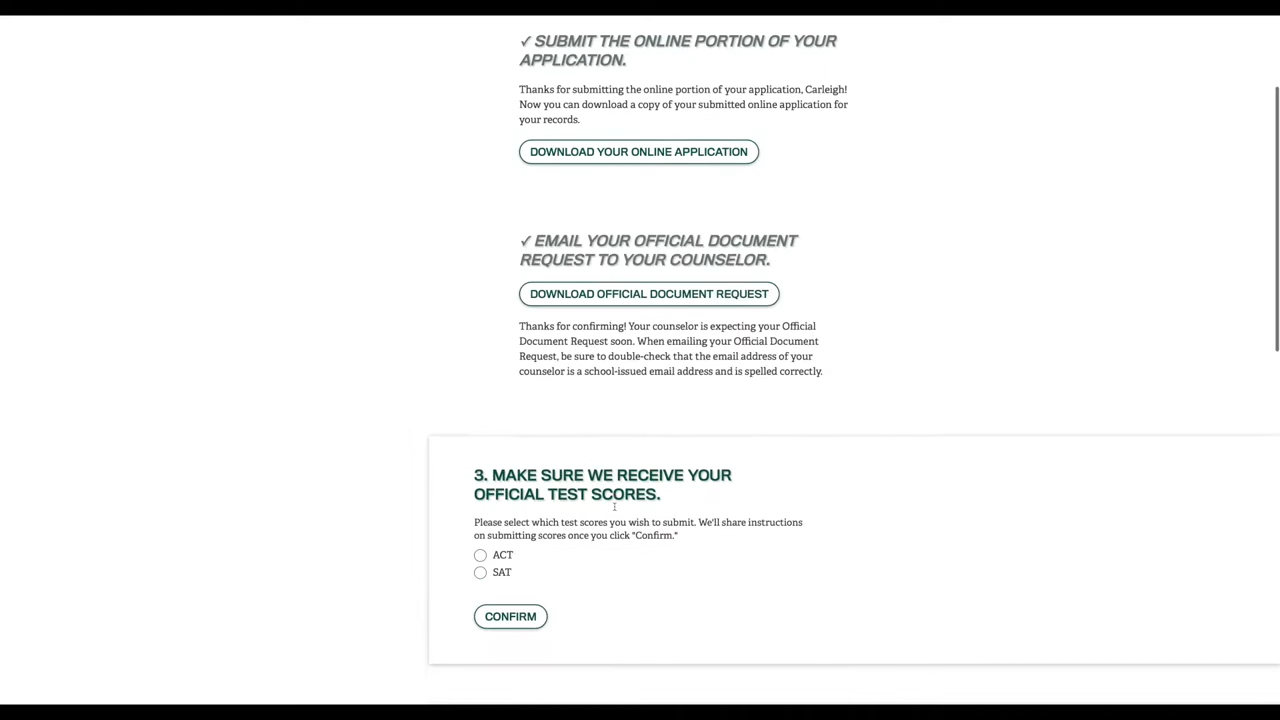 ✓ SUBMIT THE ONLINE PORTION OF YOUR
APPLICATION.
Thanks for submitting the online portion of your application, Carleigh!
Now you can download a copy of your submitted online application for
your records.
DOWNLOAD YOUR ONLINE APPLICATION
✓ EMAIL YOUR OFFICIAL DOCUMENT
REQUEST TO YOUR COUNSELOR.
DOWNLOAD OFFICIAL DOCUMENT REQUEST
Thanks for confirming! Your counselor is expecting your Official
Document Request soon. When emailing your Official Document
Request, be sure to double-check that the email address of your
counselor is a school-issued email address and is spelled correctly.
3. MAKE SURE WE RECEIVE YOUR
OFFICIAL TEST SCORES.
Please select which test scores you wish to submit. We'll share instructions
on submitting scores once you click "Confirm."
ACT
SAT
CONFIRM